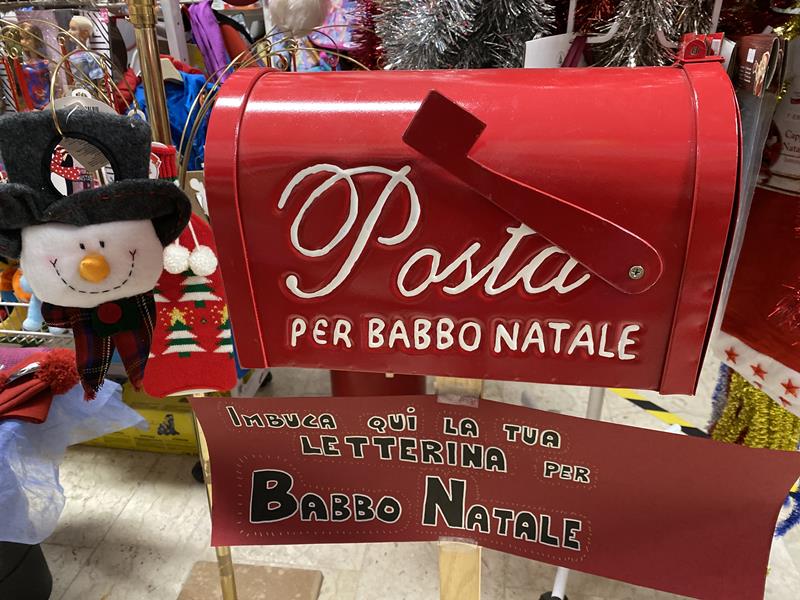 Posta
PER BABBO NATALE
IMBUCA QUI LA TUA
LETTERINA PER
BABBO NATALE